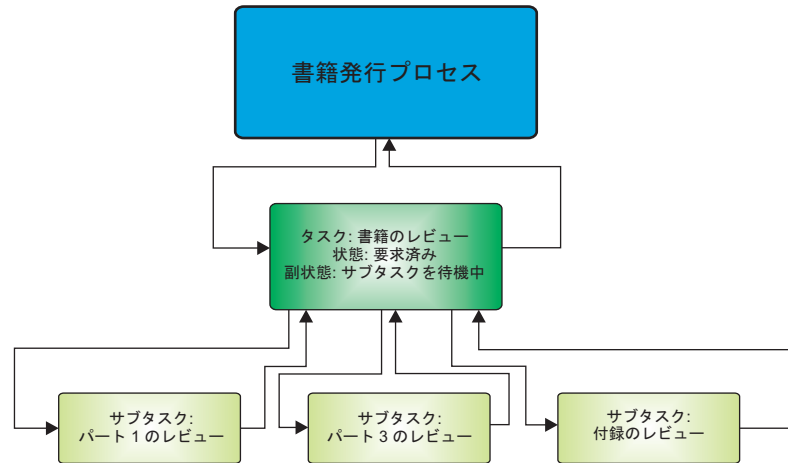 書籍発行プロセス
タスク: 書籍のレビュー
状態: 要求済み
副状態: サブタスクを待機中
サブタスク:
パート 1 のレビュー
サブタスク:
パート 3 のレビュー
サブタスク:
付録のレビュー